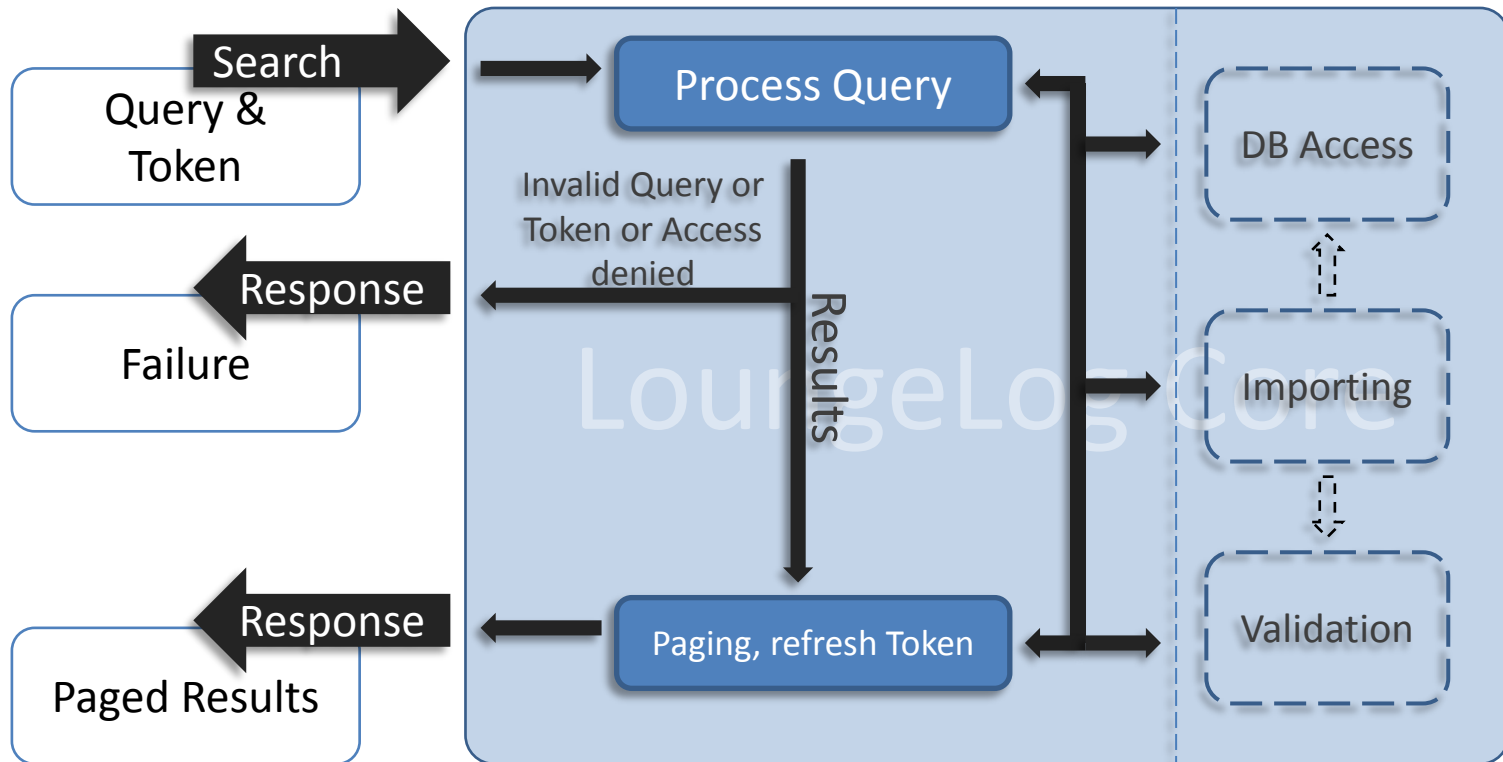 Search
Query &
Token
Process Query
DB Access
Invalid Query or
Token or Access
denied
Response
Failure
Results
LoungeLog Core
Importing
Response
Paged Results
Paging, refresh Token
Validation